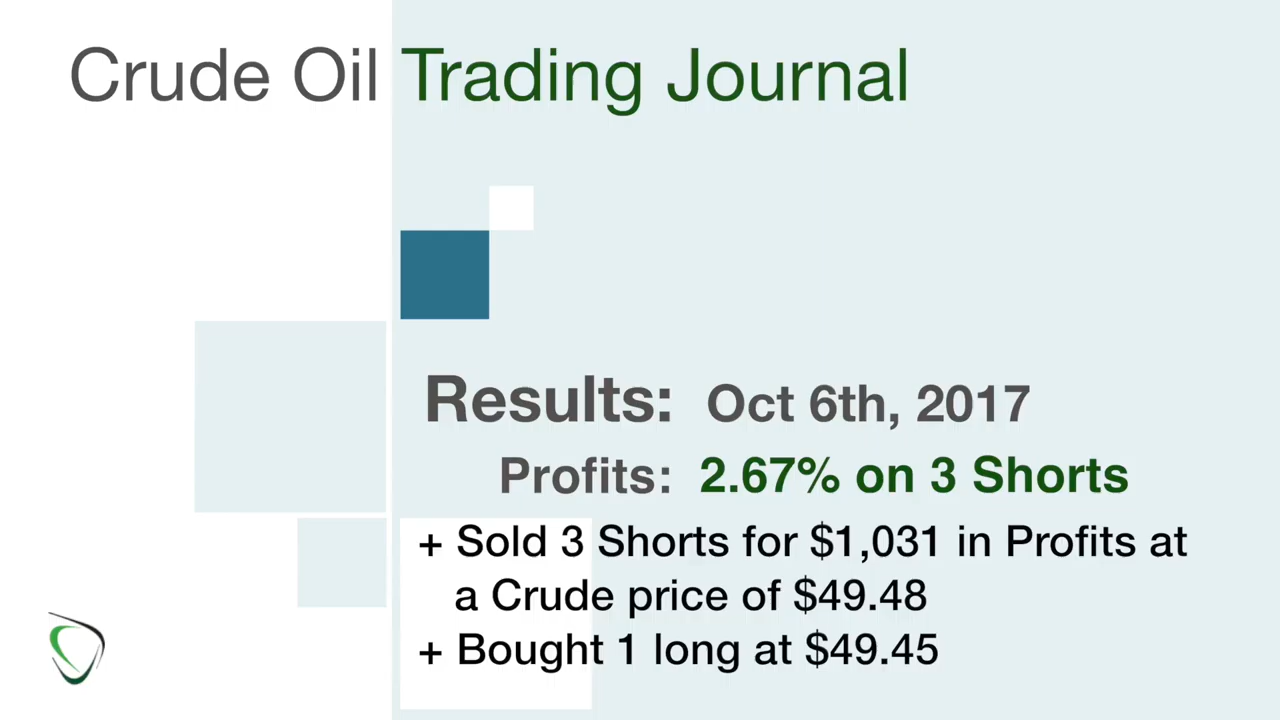 Crude Oil Trading Journal
Results: Oct 6th, 2017
Profits: 2.67% on 3 Shorts
+ Sold 3 Shorts for $1,031 in Profits at
a Crude price of $49.48
+ Bought 1 long at $49.45